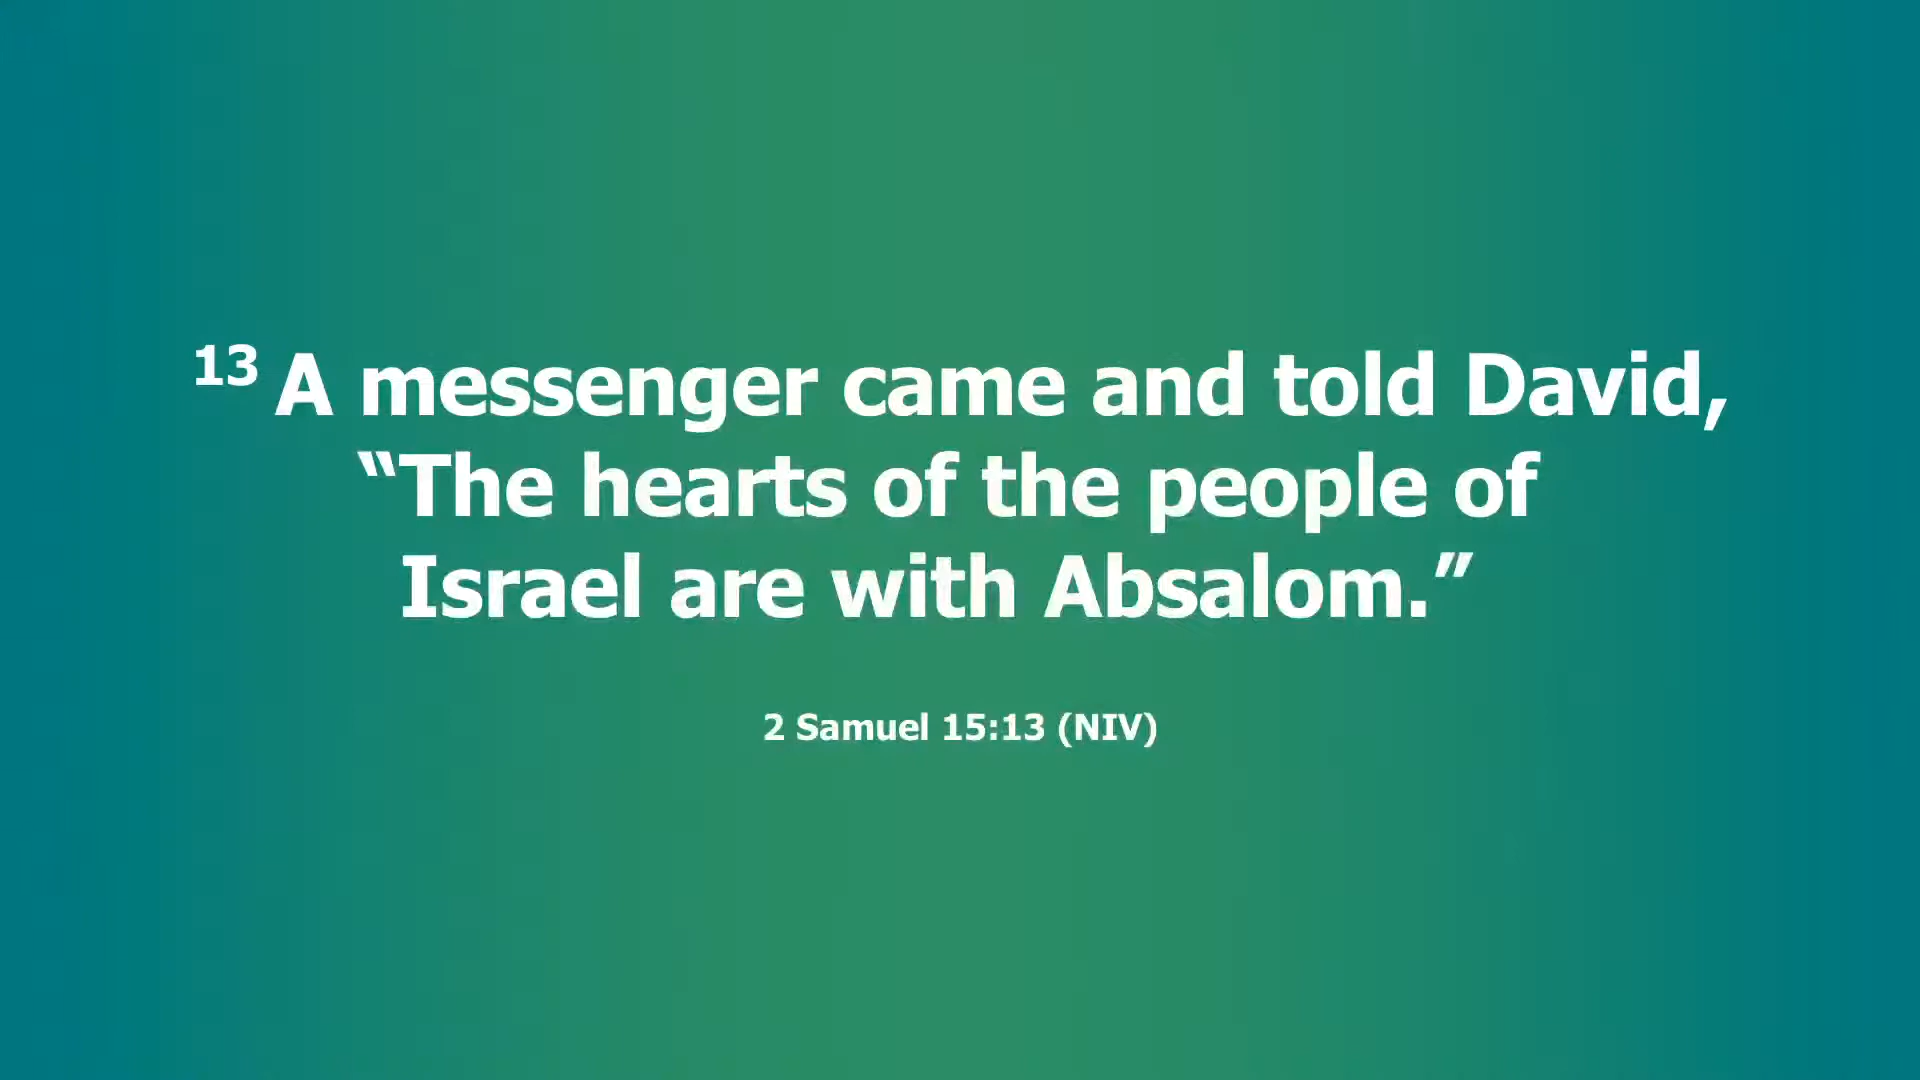 13 A messenger came and told David,
“The hearts of the people of
Israel are with Absalom.”
2 Samuel 15:13 (NIV)